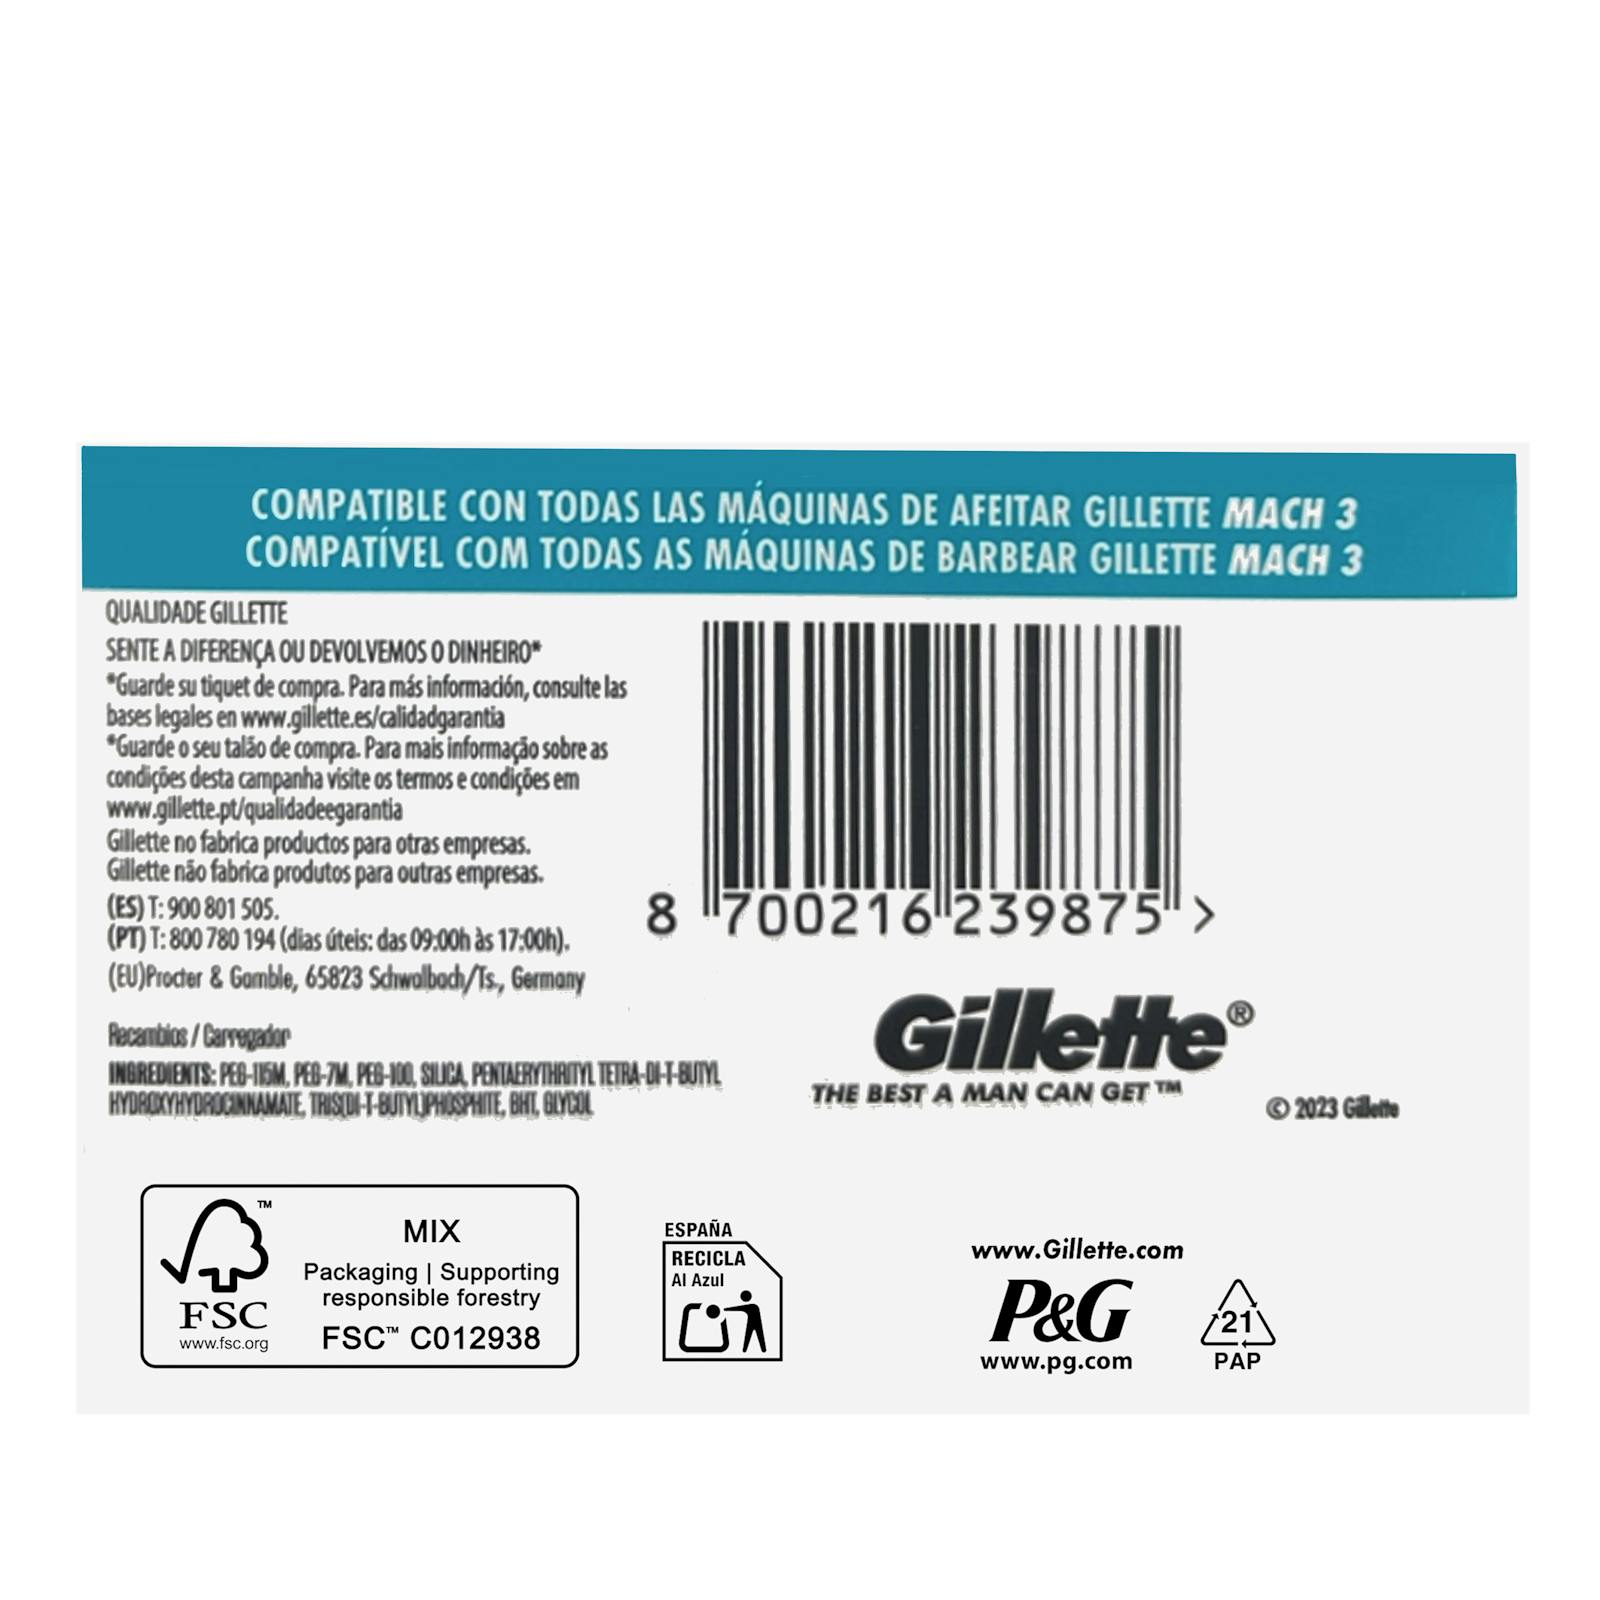 COMPATIBLE CON TODAS LAS MÁQUINAS DE AFEITAR GILLETTE MACH 3
COMPATÍVEL COM TODAS AS MÁQUINAS DE BARBEAR GILLETTE MACH 3
QUALIDADE GILLETTE
SENTE A DIFERENÇA OU DEVOLVEMOS O DINHEIRO*
*Guarde su tiquet de compra. Para más información, consulte las
bases legales en www.gillette.es/calidadgarantia
*Guarde o seu talão de compra. Para mais informação sobre as
condições desta campanha visite os termos e condições em
www.gillette.pt/qualidadeegarantia
Gillette no fabrica productos para otras empresas.
Gillette não fabrica produtos para outras empresas.
(ES) T: 900 801 505.
(PT) T: 800 780 194 (dias úteis: das 09:00h às 17:00h).
(EU)Procter & Gamble, 65823 Schwalbach/Ts., Germany
Recambios / Carregador
INGREDIENTS: PEG-115M, PEG-7M, PEG-100, SILICA, PENTAERYTHRITYL TETRA-DI-T-BUTYL
HYDROXYHYDROCINNAMATE, TRIS(DI-T-BUTYL)PHOSPHITE, BHT, GLYCOL
8 700216 239875 >
Gillette®
THE BEST A MAN CAN GET™
© 2023 Gillette
FSC
www.fsc.org
™
MIX
Packaging | Supporting
responsible forestry
FSC™ C012938
ESPAÑA
RECICLA
Al Azul
www.Gillette.com
P&G
www.pg.com
21
PAP